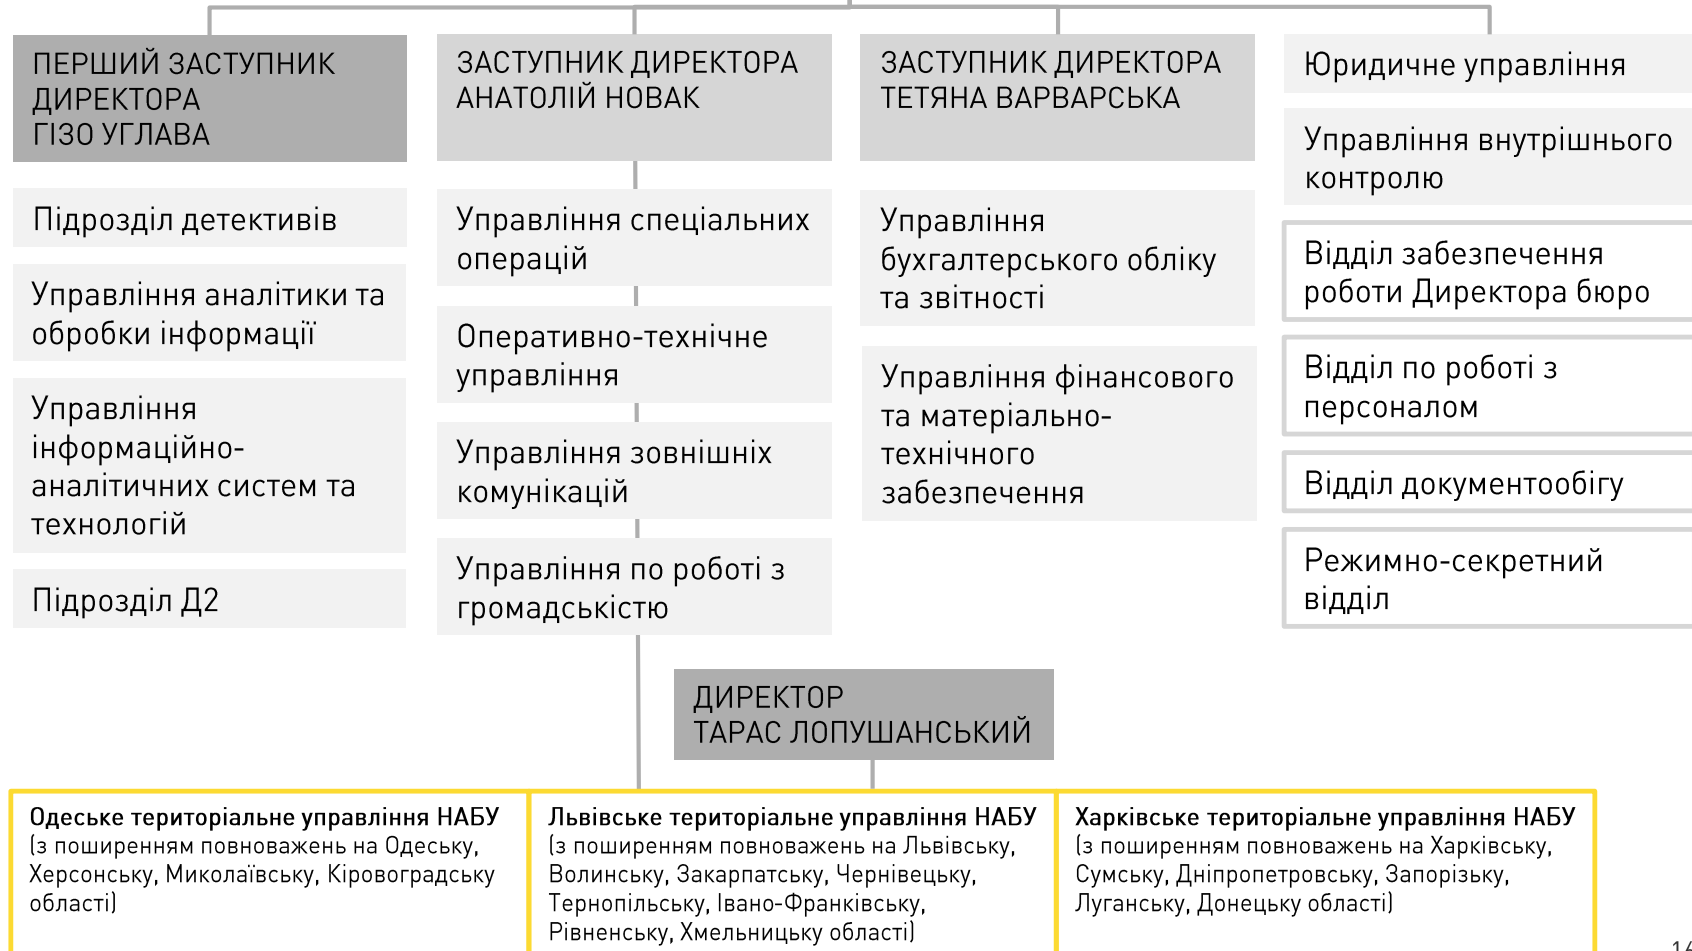 ПЕРШИЙ ЗАСТУПНИК
ДИРЕКТОРА
ГІЗО УГЛАВА
Підрозділ детективів
Управління аналітики та
обробки інформації
Управління
інформаційно-
аналітичних систем та
технологій
Підрозділ Д2
ЗАСТУПНИК ДИРЕКТОРА
АНАТОЛІЙ НОВАК
Управління спеціальних
операцій
Оперативно-технічне
управління
Управління зовнішніх
комунікацій
Управління по роботі з
громадськістю
ЗАСТУПНИК ДИРЕКТОРА
ТЕТЯНА ВАРВАРСЬКА
Управління
бухгалтерського обліку
та звітності
Управління фінансового
та матеріально-
технічного
забезпечення
Юридичне управління
Управління внутрішнього
контролю
Відділ забезпечення
роботи Директора бюро
Відділ по роботі з
персоналом
Відділ документообігу
Режимно-секретний
відділ
ДИРЕКТОР
ТАРАС ЛОПУШАНСЬКИЙ
Одеське територіальне управління НАБУ
(з поширенням повноважень на Одеську,
Херсонську, Миколаївську, Кіровоградську
області)
Львівське територіальне управління НАБУ
(з поширенням повноважень на Львівську,
Волинську, Закарпатську, Чернівецьку,
Тернопільську, Івано-Франківську,
Рівненську, Хмельницьку області)
Харківське територіальне управління НАБУ
(з поширенням повноважень на Харківську,
Сумську, Дніпропетровську, Запорізьку,
Луганську, Донецьку області)